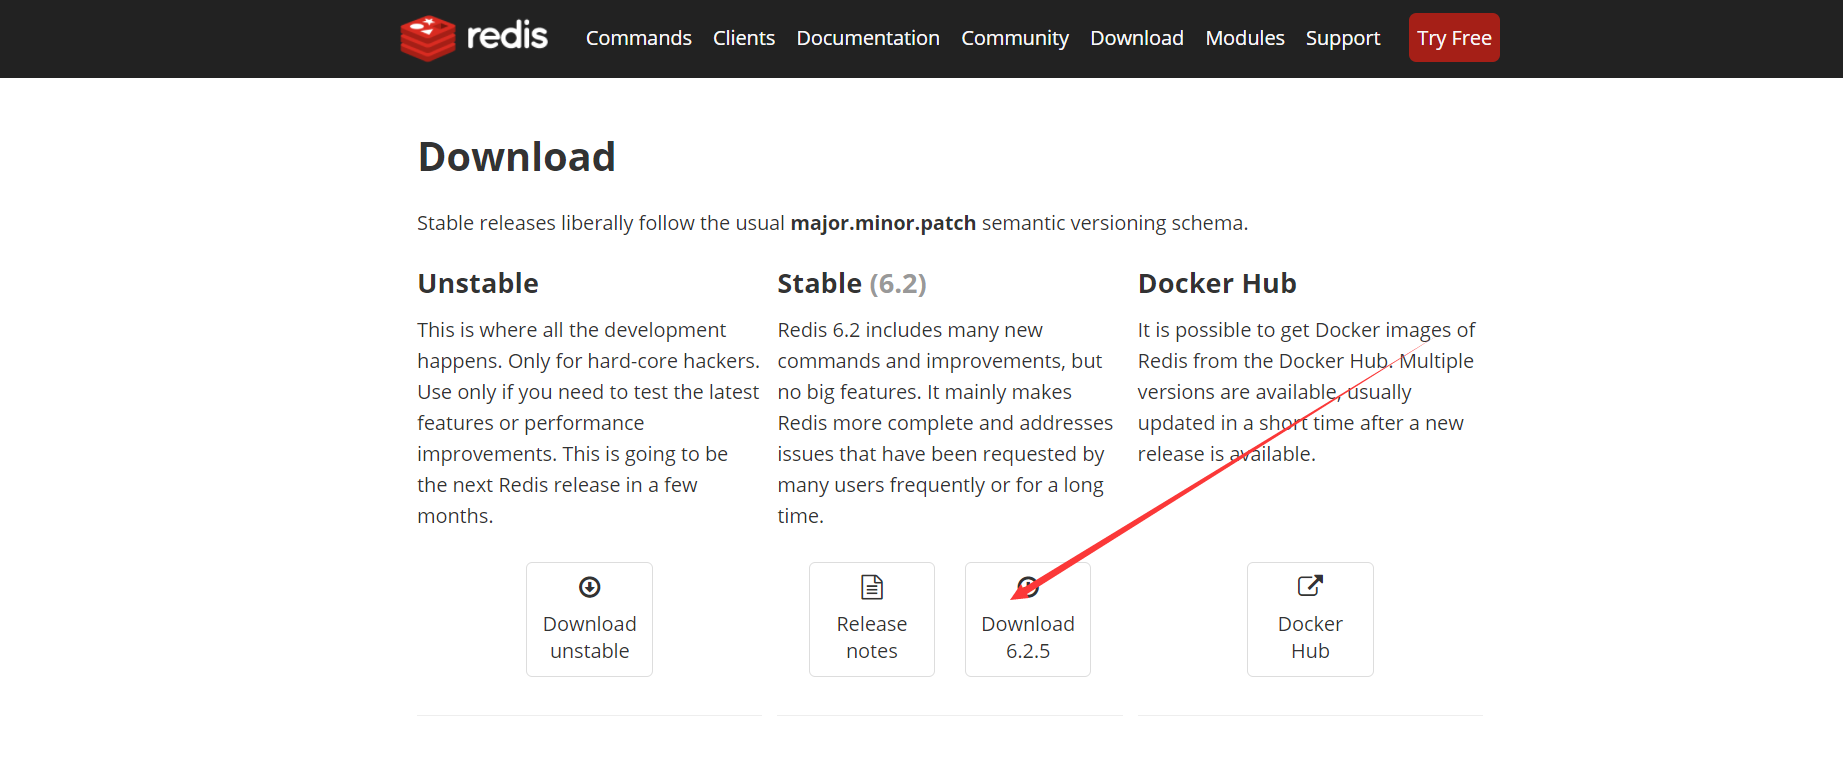 redis Commands Clients Documentation Community Download Modules Support Try Free
Download
Stable releases liberally follow the usual major.minor.patch semantic versioning schema.
Unstable
This is where all the development
happens. Only for hard-core hackers.
Use only if you need to test the latest
features or performance
improvements. This is going to be
the next Redis release in a few
months.
Download
unstable
Stable (6.2)
Redis 6.2 includes many new
commands and improvements, but
no big features. It mainly makes
Redis more complete and addresses
issues that have been requested by
many users frequently or for a long
time.
Release
notes
Download
6.2.5
Docker Hub
It is possible to get Docker images of
Redis from the Docker Hub. Multiple
versions are available, usually
updated in a short time after a new
release is available.
Docker
Hub